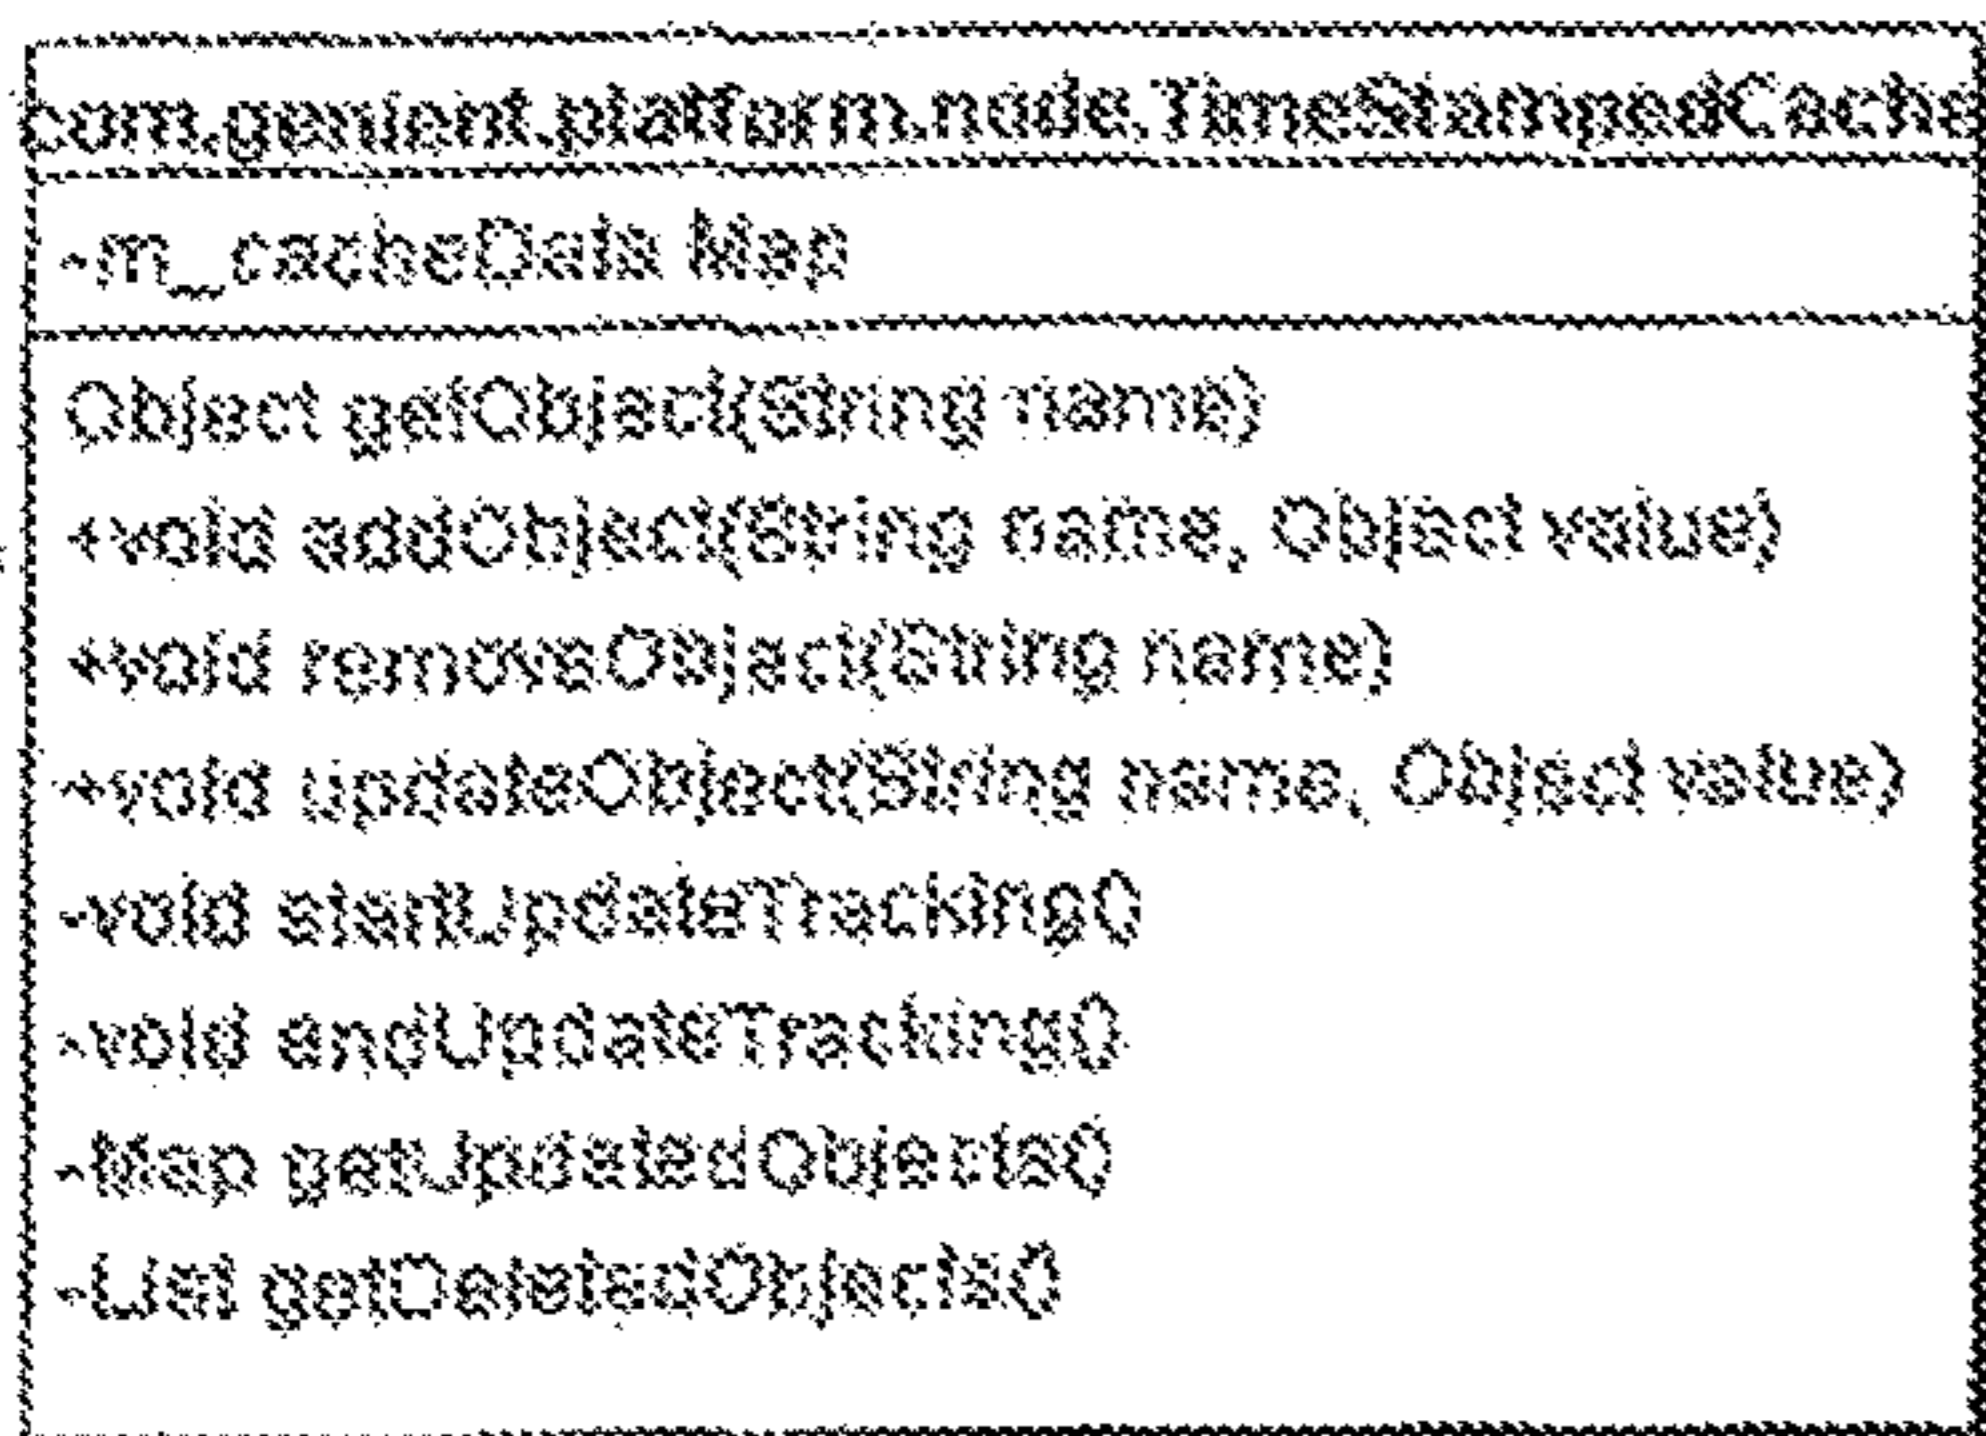 com.genient.platform.node.TimeStampedCache
-m_cacheData Map
Object getObject(String name)
+void addObject(String name, Object value)
+void removeObject(String name)
+void updateObject(String name, Object value)
-void startUpdateTracking()
-void endUpdateTracking()
-Map getUpdatedObjects()
-List getDeletedObjects()